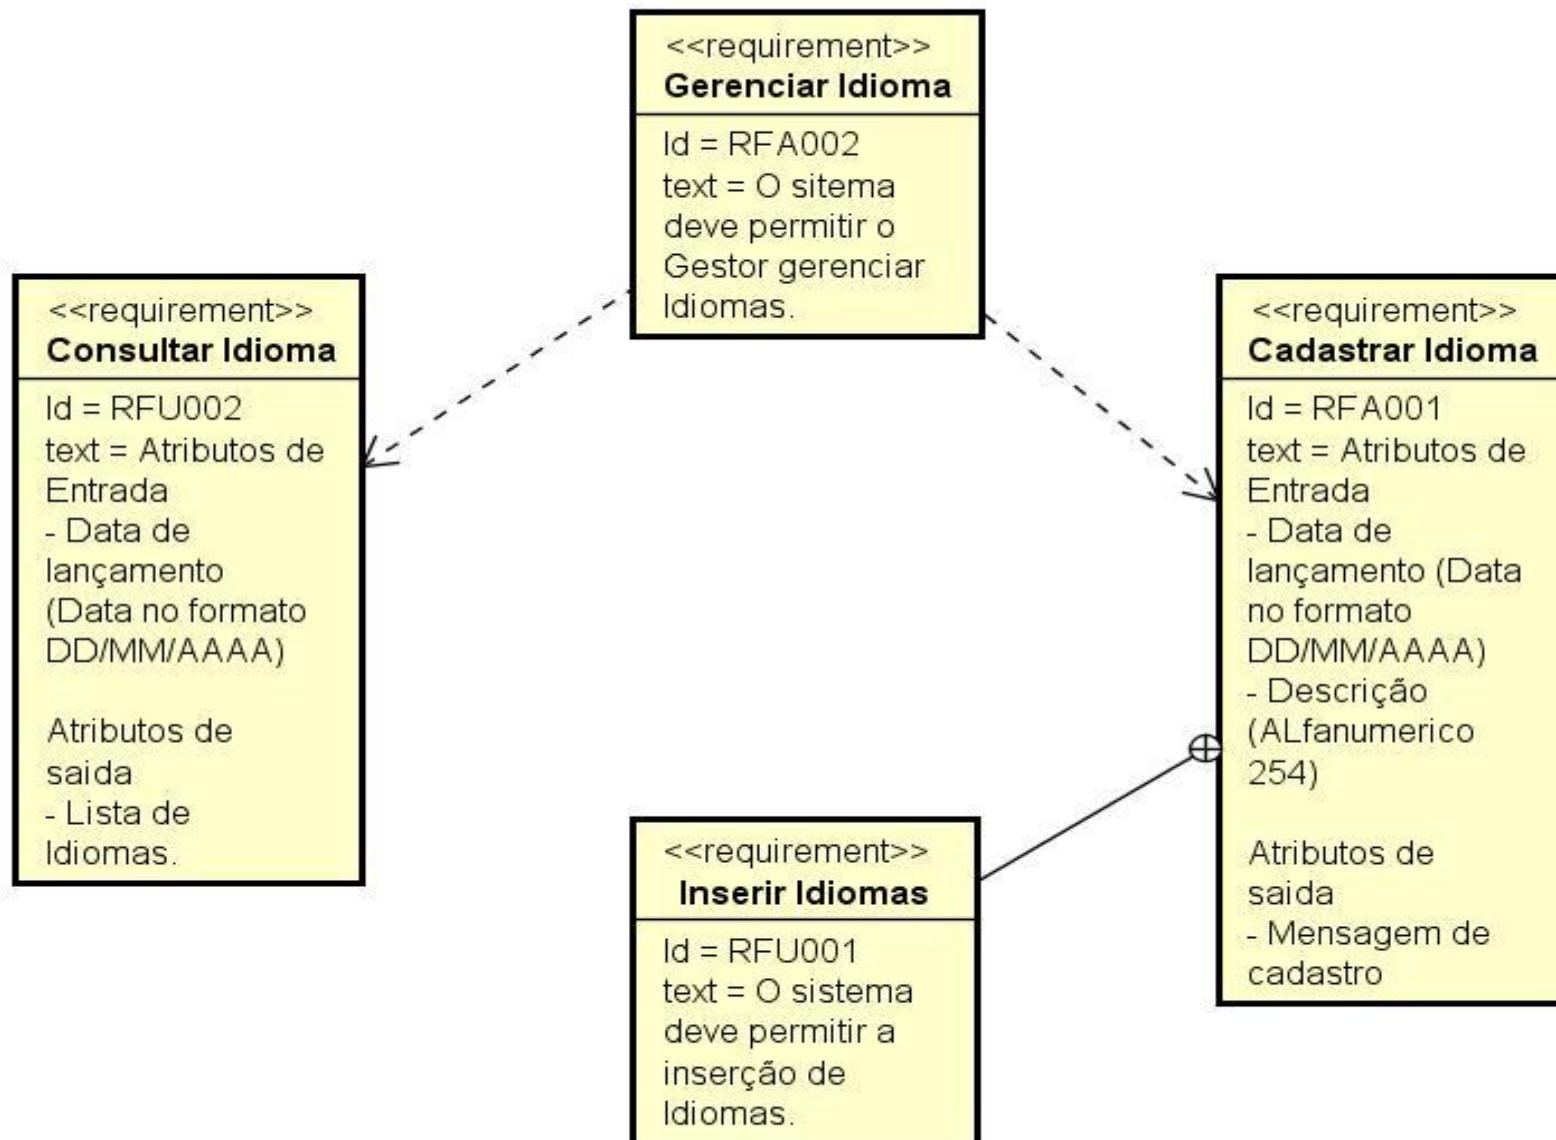 <<requirement>>
Gerenciar Idioma
Id = RFA002
text = O sitema
deve permitir o
Gestor gerenciar
Idiomas.
<<requirement>>
Consultar Idioma
Id = RFU002
text = Atributos de
Entrada
- Data de
lançamento
(Data no formato
DD/MM/AAAA)
Atributos de
saida
- Lista de
Idiomas.
<<requirement>>
Cadastrar Idioma
Id = RFA001
text = Atributos de
Entrada
- Data de
lançamento (Data
no formato
DD/MM/AAAA)
- Descrição
(ALfanumerico
254)
Atributos de
saida
- Mensagem de
cadastro
<<requirement>>
Inserir Idiomas
Id = RFU001
text = O sistema
deve permitir a
inserção de
Idiomas.